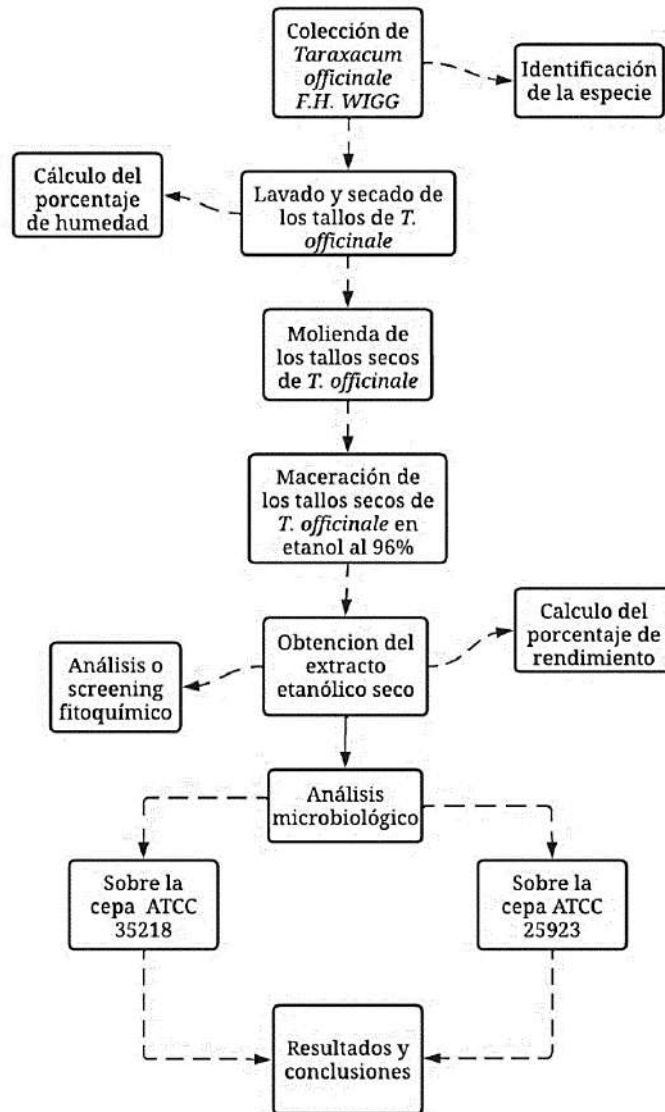 Colección de
Taraxacum
officinale
F.H. WIGG
Identificación
de la especie
Cálculo del
porcentaje
de humedad
Lavado y secado de
los tallos de T.
officinale
Molienda de
los tallos secos
de T. officinale
Maceración de
los tallos secos de
T. officinale en
etanol al 96%
Calculo del
porcentaje de
rendimiento
Obtencion del
extracto
etanólico seco
Análisis o
screening
fitoquímico
Análisis
microbiológico
Sobre la
cepa ATCC
35218
Sobre la
cepa ATCC
25923
Resultados y
conclusiones